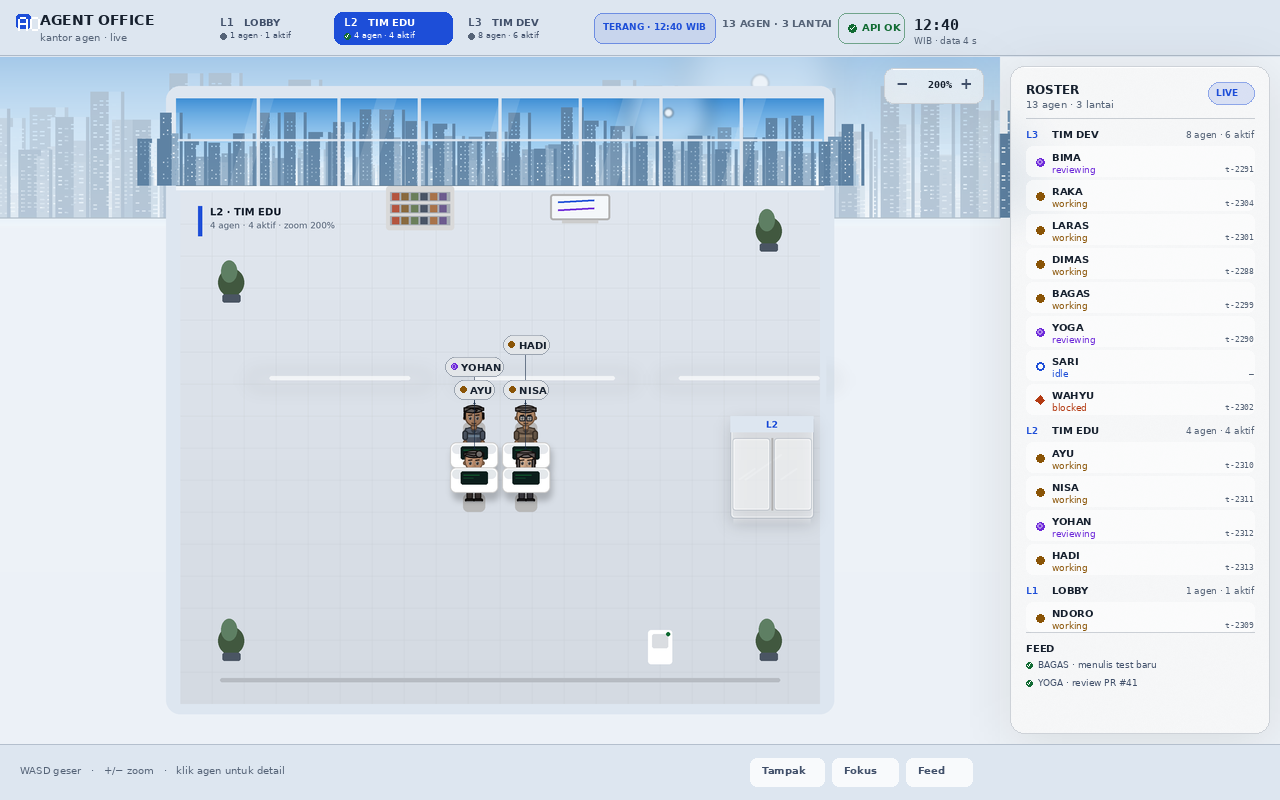 AGENT OFFICE
kantor agen · live
L1 LOBBY
1 agen · 1 aktif
L2 TIM EDU
4 agen · 4 aktif
L3 TIM DEV
8 agen · 6 aktif
TERANG · 12:40 WIB
13 AGEN · 3 LANTAI
API OK
12:40
WIB · data 4 s
− 200% +
L2 · TIM EDU
4 agen · 4 aktif · zoom 200%
HADI
YOHAN
AYU
NISA
L2
ROSTER
13 agen · 3 lantai
LIVE
L3 TIM DEV 8 agen · 6 aktif
BIMA
reviewing t-2291
RAKA
working t-2304
LARAS
working t-2301
DIMAS
working t-2288
BAGAS
working t-2299
YOGA
reviewing t-2290
SARI
idle —
WAHYU
blocked t-2302
L2 TIM EDU 4 agen · 4 aktif
AYU
working t-2310
NISA
working t-2311
YOHAN
reviewing t-2312
HADI
working t-2313
L1 LOBBY 1 agen · 1 aktif
NDORO
working t-2309
FEED
BAGAS · menulis test baru
YOGA · review PR #41
WASD geser · +/− zoom · klik agen untuk detail
Tampak
Fokus
Feed